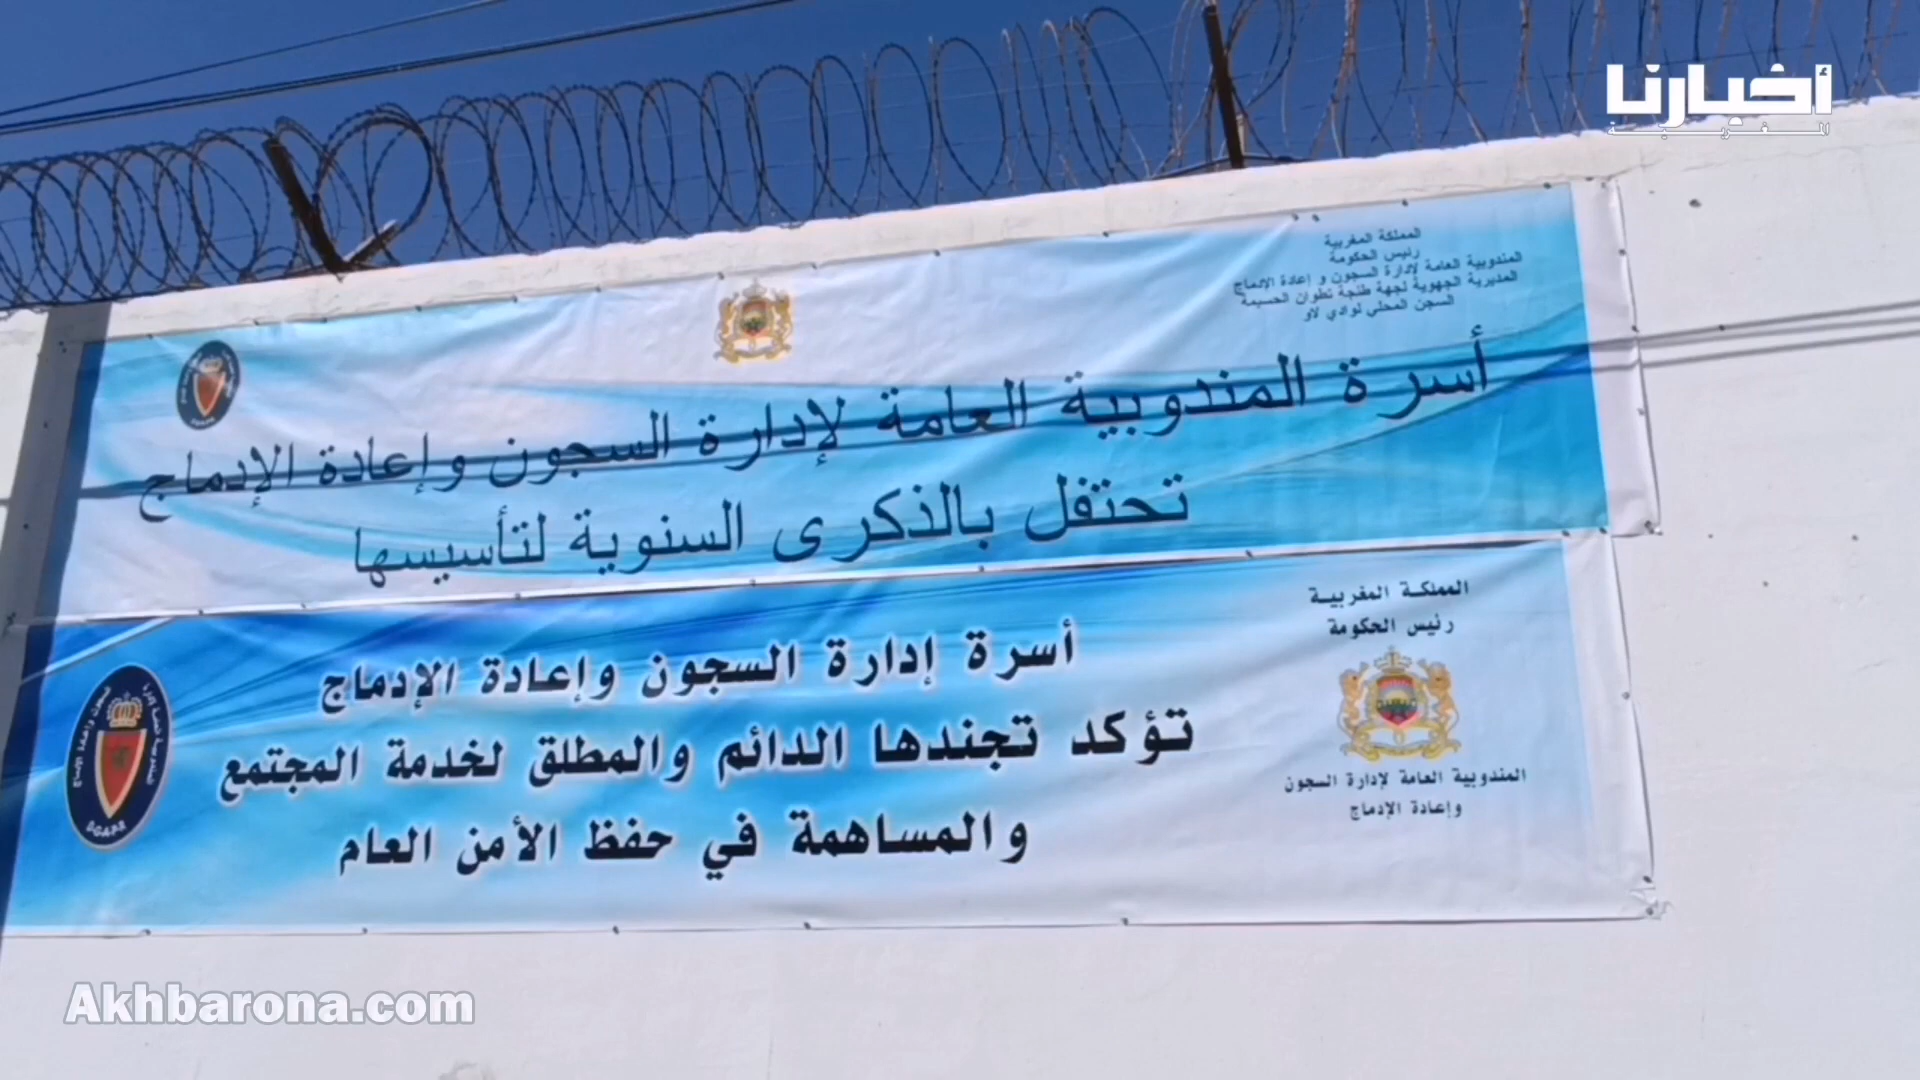 أخبارنا
المغربية
المملكة المغربية
رئيس الحكومة
المندوبية العامة لإدارة السجون و إعادة الإدماج
المديرية الجهوية لجهة طنجة تطوان الحسيمة
السجن المحلي لوادي لاو
أسرة المندوبية العامة لإدارة السجون وإعادة الإدماج
تحتفل بالذكرى السنوية لتأسيسها
المملكة المغربية
رئيس الحكومة
المندوبية العامة لإدارة السجون
وإعادة الإدماج
أسرة إدارة السجون وإعادة الإدماج
تؤكد تجندها الدائم والمطلق لخدمة المجتمع
والمساهمة في حفظ الأمن العام
DGAPR
Akhbarona.com